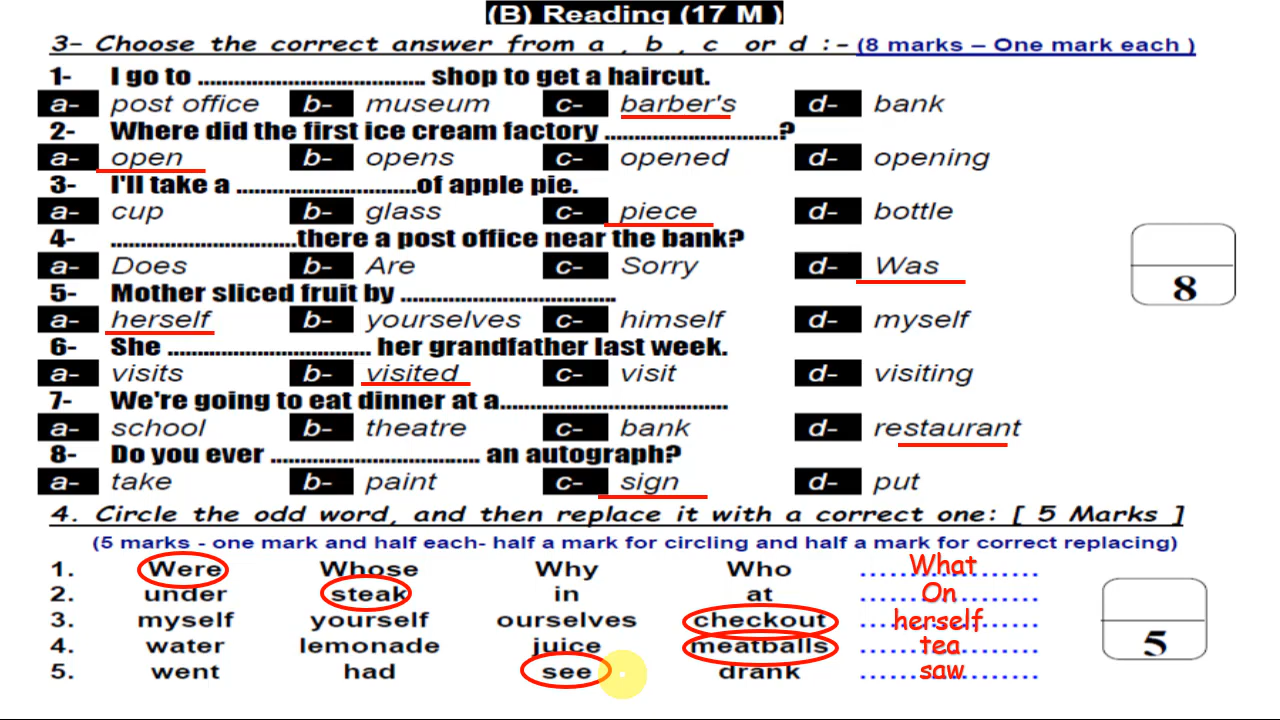 (B) Reading (17 M )
3- Choose the correct answer from a , b , c or d :- (8 marks – One mark each )
1- I go to ...................................... shop to get a haircut.
a- post office b- museum c- barber's d- bank
2- Where did the first ice cream factory .............................?
a- open b- opens c- opened d- opening
3- I'll take a ..............................of apple pie.
a- cup b- glass c- piece d- bottle
4- ...............................there a post office near the bank?
a- Does b- Are c- Sorry d- Was
5- Mother sliced fruit by ....................................
a- herself b- yourselves c- himself d- myself
6- She .................................. her grandfather last week.
a- visits b- visited c- visit d- visiting
7- We're going to eat dinner at a......................................
a- school b- theatre c- bank d- restaurant
8- Do you ever ................................... an autograph?
a- take b- paint c- sign d- put
8
4. Circle the odd word, and then replace it with a correct one: [ 5 Marks ]
(5 marks - one mark and half each- half a mark for circling and half a mark for correct replacing)
1. Were Whose Why Who What
2. under steak in at On
3. myself yourself ourselves checkout herself
4. water lemonade juice meatballs tea
5. went had see drank saw
5